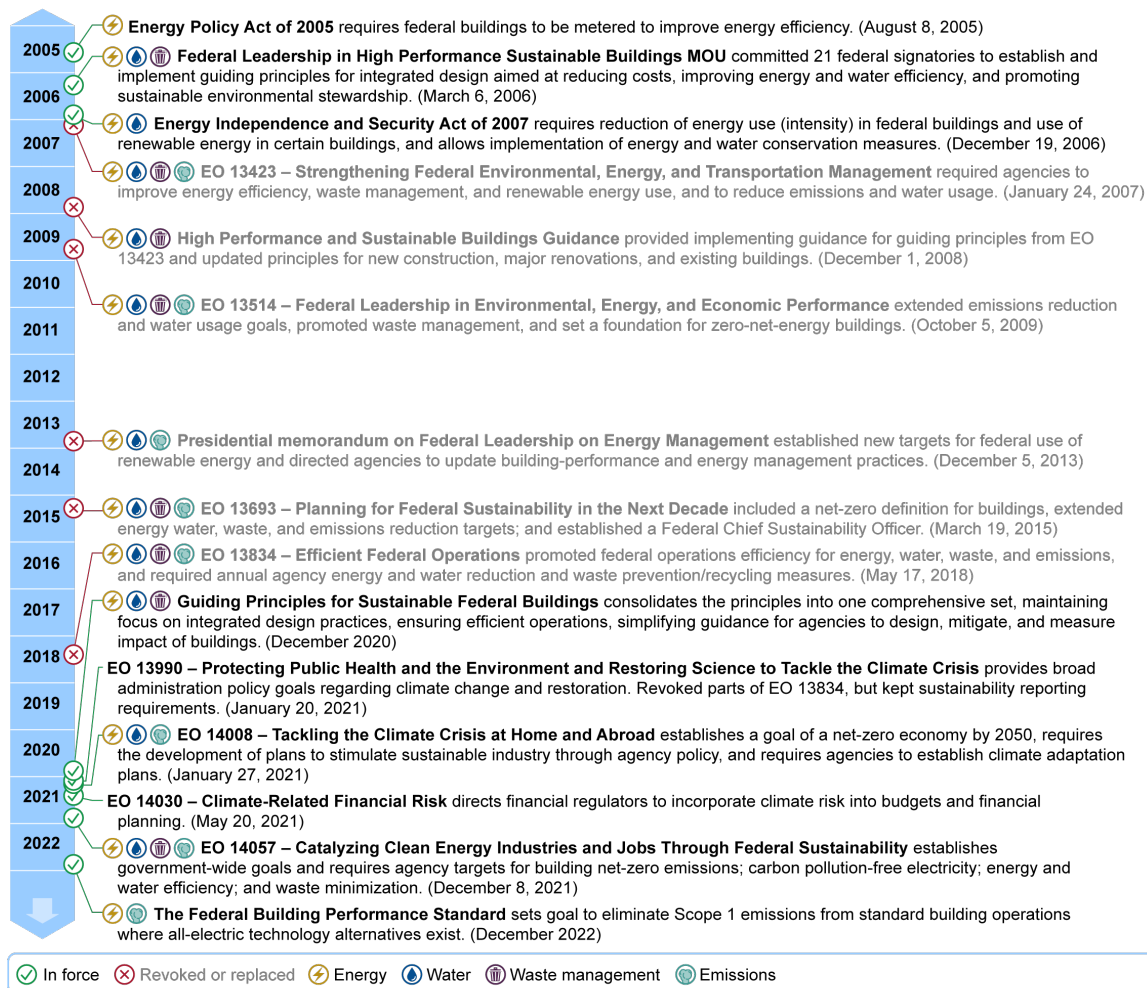 2005
2006
2007
2008
2009
2010
2011
2012
2013
2014
2015
2016
2017
2018
2019
2020
2021
2022
Energy Policy Act of 2005 requires federal buildings to be metered to improve energy efficiency. (August 8, 2005)
Federal Leadership in High Performance Sustainable Buildings MOU committed 21 federal signatories to establish and
implement guiding principles for integrated design aimed at reducing costs, improving energy and water efficiency, and promoting
sustainable environmental stewardship. (March 6, 2006)
Energy Independence and Security Act of 2007 requires reduction of energy use (intensity) in federal buildings and use of
renewable energy in certain buildings, and allows implementation of energy and water conservation measures. (December 19, 2006)
EO 13423 – Strengthening Federal Environmental, Energy, and Transportation Management required agencies to
improve energy efficiency, waste management, and renewable energy use, and to reduce emissions and water usage. (January 24, 2007)
High Performance and Sustainable Buildings Guidance provided implementing guidance for guiding principles from EO
13423 and updated principles for new construction, major renovations, and existing buildings. (December 1, 2008)
EO 13514 – Federal Leadership in Environmental, Energy, and Economic Performance extended emissions reduction
and water usage goals, promoted waste management, and set a foundation for zero-net-energy buildings. (October 5, 2009)
Presidential memorandum on Federal Leadership on Energy Management established new targets for federal use of
renewable energy and directed agencies to update building-performance and energy management practices. (December 5, 2013)
EO 13693 – Planning for Federal Sustainability in the Next Decade included a net-zero definition for buildings, extended
energy water, waste, and emissions reduction targets; and established a Federal Chief Sustainability Officer. (March 19, 2015)
EO 13834 – Efficient Federal Operations promoted federal operations efficiency for energy, water, waste, and emissions,
and required annual agency energy and water reduction and waste prevention/recycling measures. (May 17, 2018)
Guiding Principles for Sustainable Federal Buildings consolidates the principles into one comprehensive set, maintaining
focus on integrated design practices, ensuring efficient operations, simplifying guidance for agencies to design, mitigate, and measure
impact of buildings. (December 2020)
EO 13990 – Protecting Public Health and the Environment and Restoring Science to Tackle the Climate Crisis provides broad
administration policy goals regarding climate change and restoration. Revoked parts of EO 13834, but kept sustainability reporting
requirements. (January 20, 2021)
EO 14008 – Tackling the Climate Crisis at Home and Abroad establishes a goal of a net-zero economy by 2050, requires
the development of plans to stimulate sustainable industry through agency policy, and requires agencies to establish climate adaptation
plans. (January 27, 2021)
EO 14030 – Climate-Related Financial Risk directs financial regulators to incorporate climate risk into budgets and financial
planning. (May 20, 2021)
EO 14057 – Catalyzing Clean Energy Industries and Jobs Through Federal Sustainability establishes
government-wide goals and requires agency targets for building net-zero emissions; carbon pollution-free electricity; energy and
water efficiency; and waste minimization. (December 8, 2021)
The Federal Building Performance Standard sets goal to eliminate Scope 1 emissions from standard building operations
where all-electric technology alternatives exist. (December 2022)
In force Revoked or replaced Energy Water Waste management Emissions